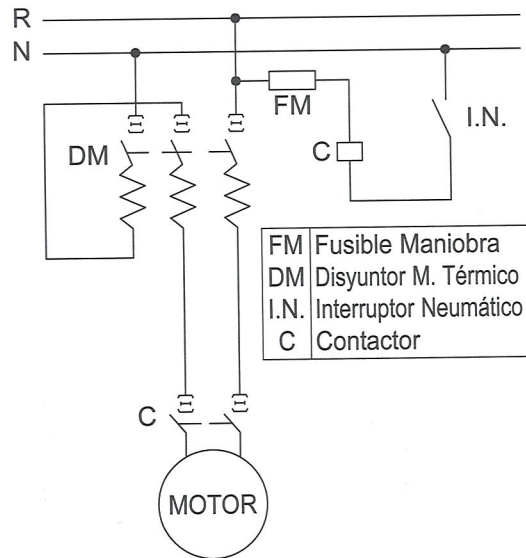 R
N
FM
I.N.
DM
C
FM Fusible Maniobra
DM Disyuntor M. Térmico
I.N. Interruptor Neumático
C Contactor
C
MOTOR